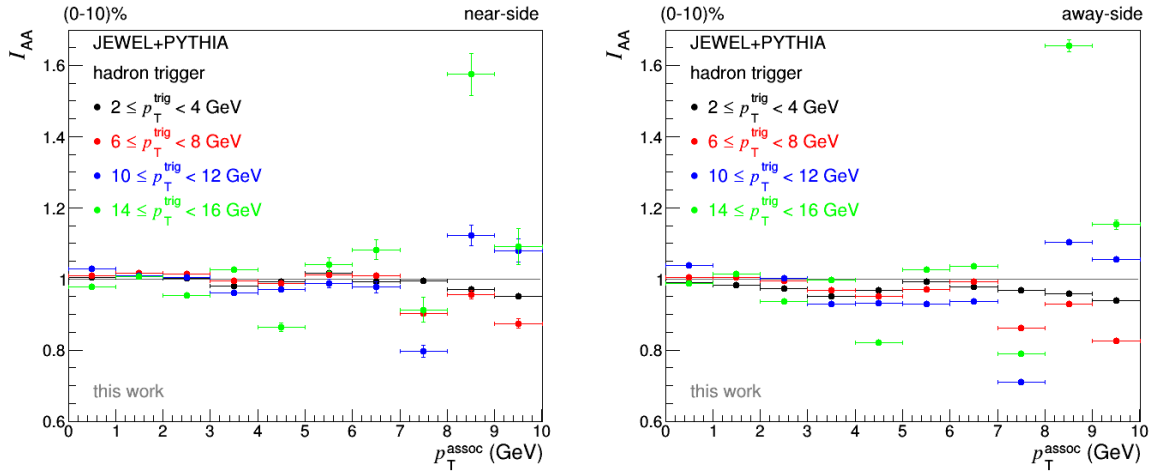 (0-10)% near-side
I_AA
JEWEL+PYTHIA
hadron trigger
2 ≤ p_T^trig < 4 GeV
6 ≤ p_T^trig < 8 GeV
10 ≤ p_T^trig < 12 GeV
14 ≤ p_T^trig < 16 GeV
this work
1.6
1.4
1.2
1
0.8
0.6
0 1 2 3 4 5 6 7 8 9 10
p_T^assoc (GeV)
(0-10)% away-side
I_AA
JEWEL+PYTHIA
hadron trigger
2 ≤ p_T^trig < 4 GeV
6 ≤ p_T^trig < 8 GeV
10 ≤ p_T^trig < 12 GeV
14 ≤ p_T^trig < 16 GeV
this work
1.6
1.4
1.2
1
0.8
0.6
0 1 2 3 4 5 6 7 8 9 10
p_T^assoc (GeV)